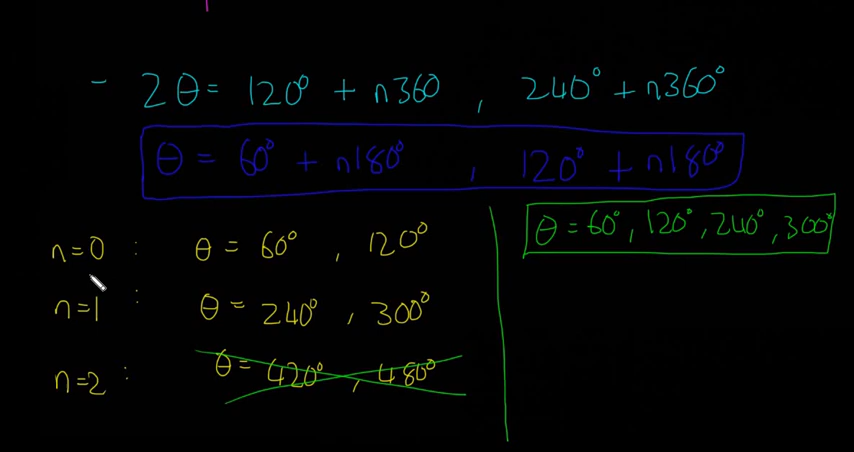 - 2θ = 120° + n360 , 240° + n360°
θ = 60° + n180° , 120° + n180°
n=0 : θ = 60° , 120°
n=1 : θ = 240° , 300°
n=2 : θ = 420° , 480°
θ = 60° , 120° , 240° , 300°